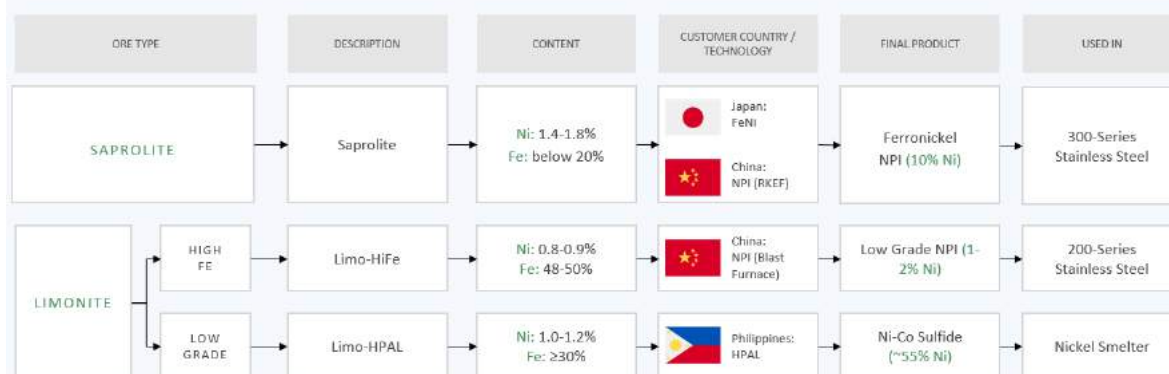 ORE TYPE
DESCRIPTION
CONTENT
CUSTOMER COUNTRY /
TECHNOLOGY
FINAL PRODUCT
USED IN
SAPROLITE
Saprolite
Ni: 1.4-1.8%
Fe: below 20%
Japan:
FeNi
China:
NPI (RKEF)
Ferronickel
NPI (10% Ni)
300-Series
Stainless Steel
LIMONITE
HIGH
FE
Limo-HiFe
Ni: 0.8-0.9%
Fe: 48-50%
China:
NPI (Blast
Furnace)
Low Grade NPI (1-
2% Ni)
200-Series
Stainless Steel
LOW
GRADE
Limo-HPAL
Ni: 1.0-1.2%
Fe: ≥30%
Philippines:
HPAL
Ni-Co Sulfide
(~55% Ni)
Nickel Smelter